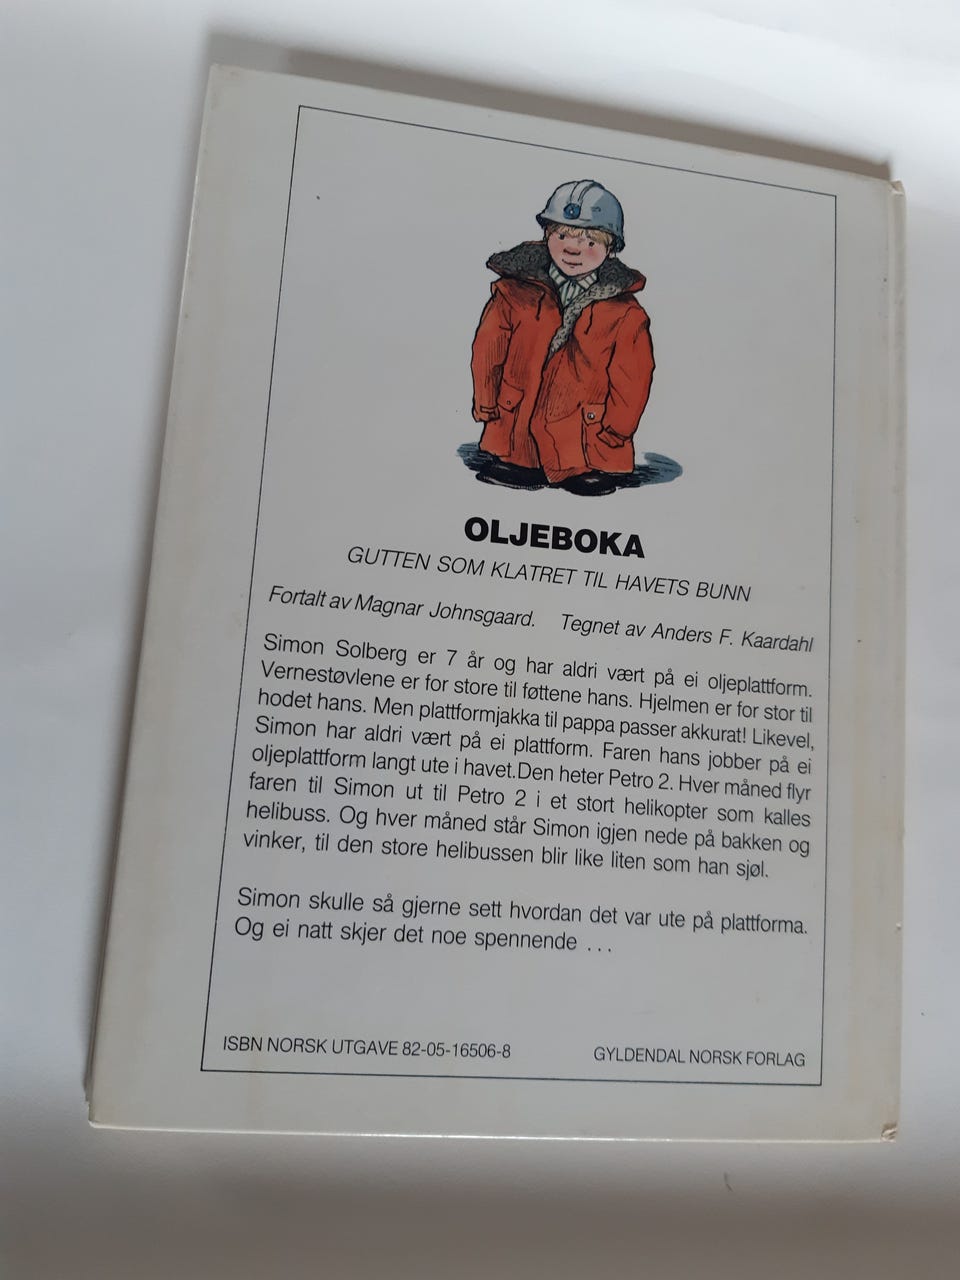 OLJEBOKA
GUTTEN SOM KLATRET TIL HAVETS BUNN
Fortalt av Magnar Johnsgaard. Tegnet av Anders F. Kaardahl
Simon Solberg er 7 år og har aldri vært på ei oljeplattform.
Vernestøvlene er for store til føttene hans. Hjelmen er for stor til
hodet hans. Men plattformjakka til pappa passer akkurat! Likevel,
Simon har aldri vært på ei plattform. Faren hans jobber på ei
oljeplattform langt ute i havet.Den heter Petro 2. Hver måned flyr
faren til Simon ut til Petro 2 i et stort helikopter som kalles
helibuss. Og hver måned står Simon igjen nede på bakken og
vinker, til den store helibussen blir like liten som han sjøl.
Simon skulle så gjerne sett hvordan det var ute på plattforma.
Og ei natt skjer det noe spennende ...
ISBN NORSK UTGAVE 82-05-16506-8 GYLDENDAL NORSK FORLAG